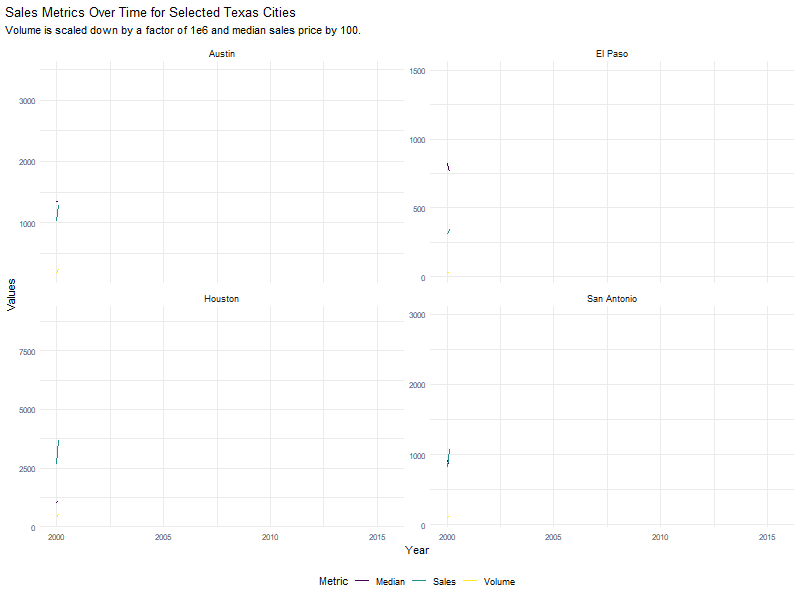 Sales Metrics Over Time for Selected Texas Cities
Volume is scaled down by a factor of 1e6 and median sales price by 100.
Austin
3000
2000
1000
El Paso
1500
1000
500
0
Houston
7500
5000
2500
0
San Antonio
3000
2000
1000
0
Values
2000 2005 2010 2015
2000 2005 2010 2015
Year
Metric Median Sales Volume